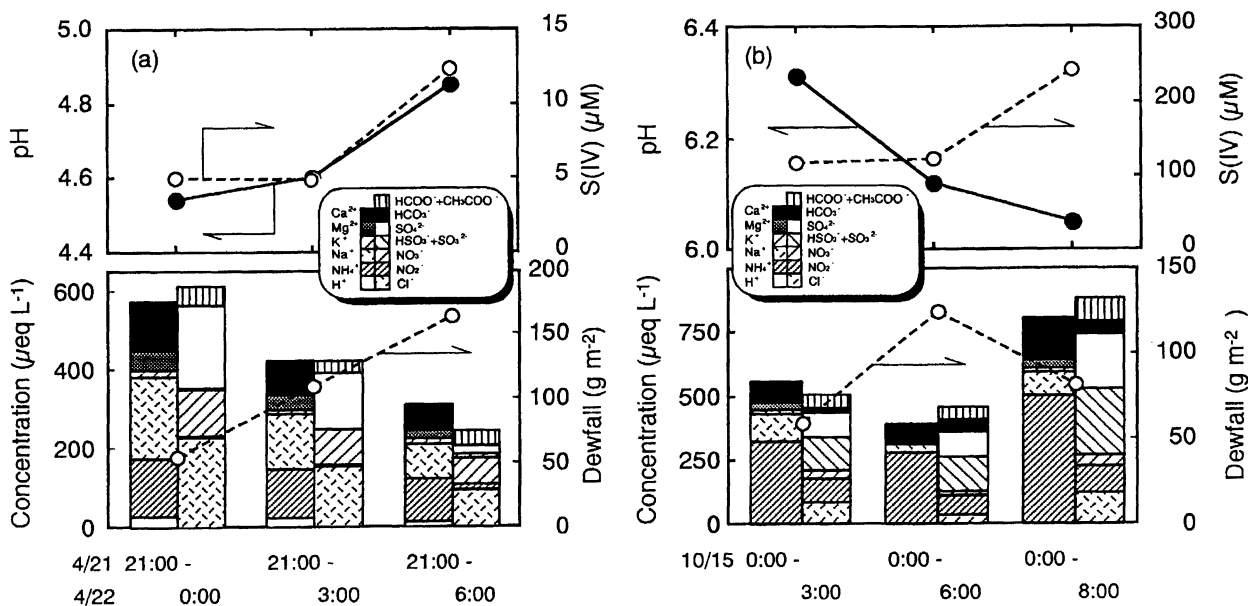 (a)
pH
5.0
4.8
4.6
4.4
15
10
5
0
S(IV) (µM)
HCOO⁻+CH₃COO⁻
Ca²⁺ HCO₃⁻
Mg²⁺ SO₄²⁻
K⁺ HSO₃⁻+SO₃²⁻
Na⁺ NO₃⁻
NH₄⁺ NO₂⁻
H⁺ Cl⁻
Concentration (µeq L⁻¹)
600
400
200
0
200
150
100
50
0
Dewfall (g m⁻²)
4/21 21:00 - 21:00 - 21:00 -
4/22 0:00 3:00 6:00
(b)
pH
6.4
6.2
6.0
300
200
100
0
S(IV) (µM)
HCOO⁻+CH₃COO⁻
Ca²⁺ HCO₃⁻
Mg²⁺ SO₄²⁻
K⁺ HSO₃⁻+SO₃²⁻
Na⁺ NO₃⁻
NH₄⁺ NO₂⁻
H⁺ Cl⁻
Concentration (µeq L⁻¹)
750
500
250
0
150
100
50
0
Dewfall (g m⁻²)
10/15 0:00 - 0:00 - 0:00 -
3:00 6:00 8:00